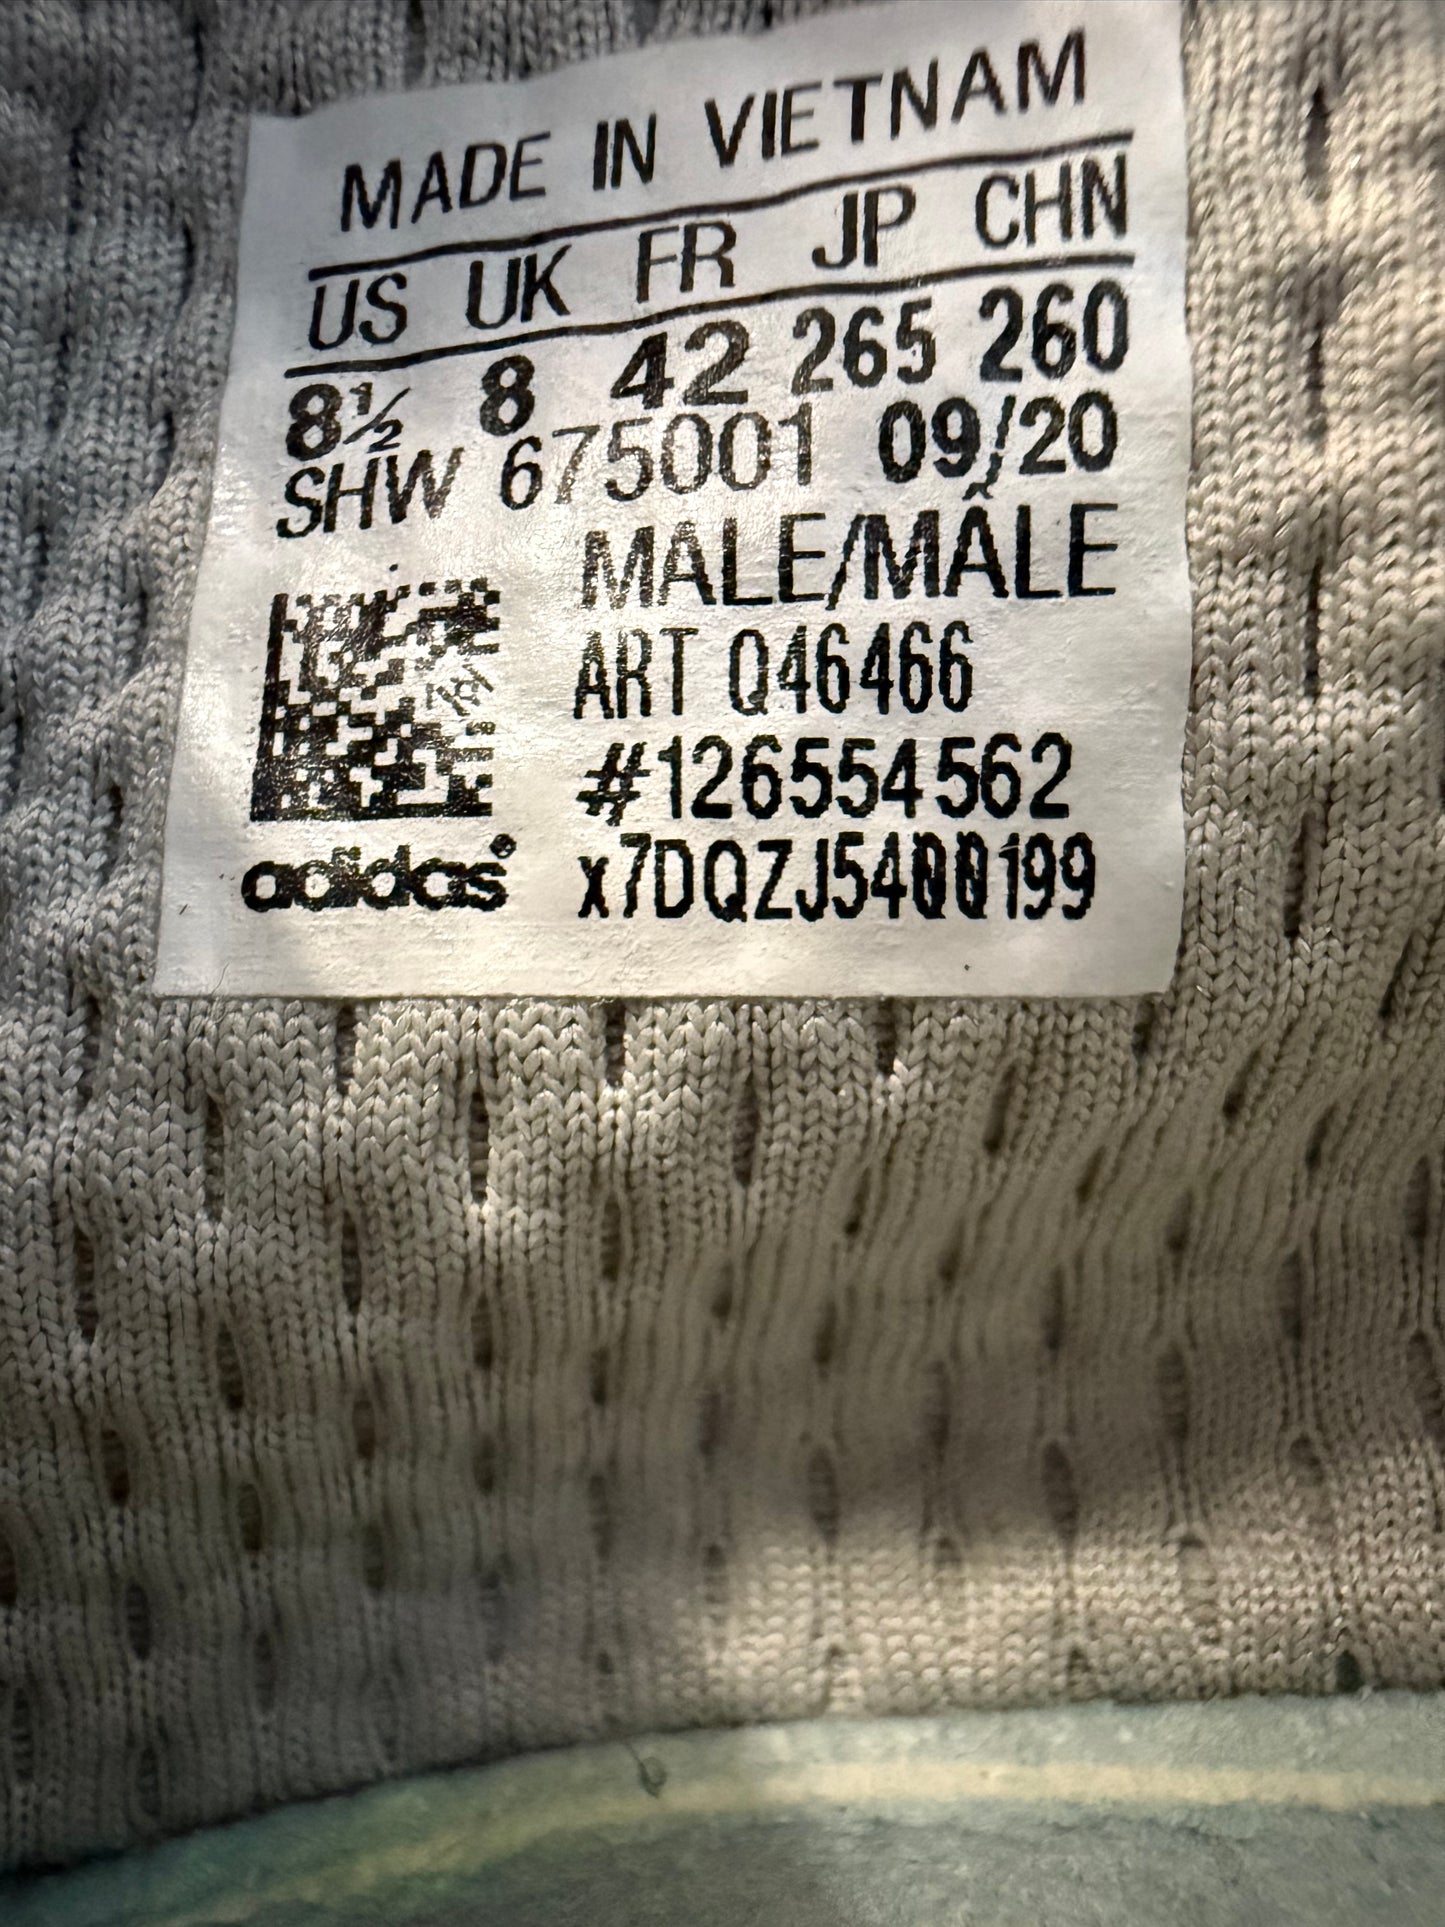 MADE IN VIETNAM
US UK FR JP CHN
8½ 8 42 265 260
SHW 675001 09/20
MALE/MÂLE
ART Q46466
#126554562
adidas® x7DQZJ5400199